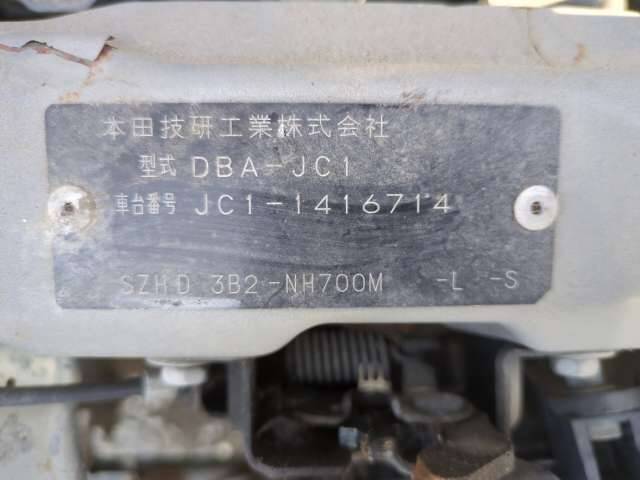 本田技研工業株式会社
型式 DBA-JC1
車台番号 JC1-1416714
SZHD 3B2-NH700M -L -S